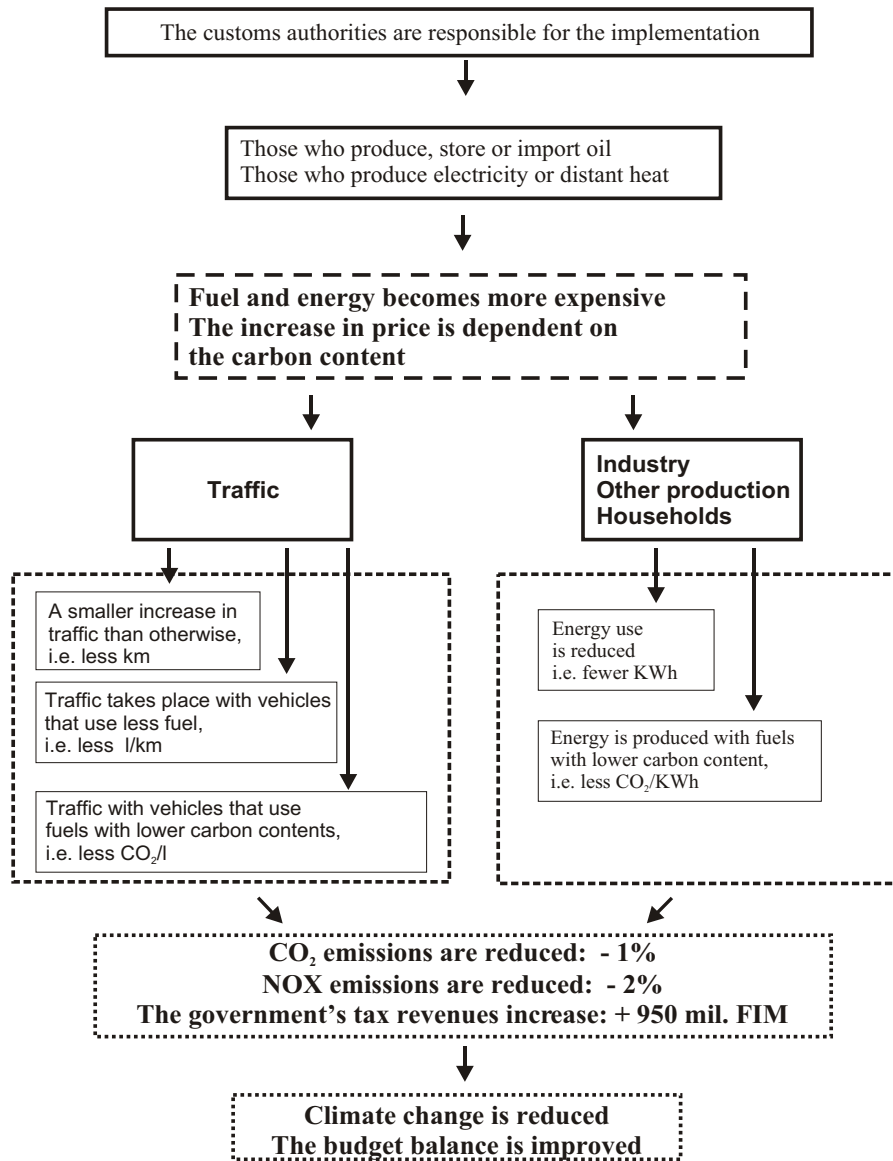 The customs authorities are responsible for the implementation
Those who produce, store or import oil
Those who produce electricity or distant heat
Fuel and energy becomes more expensive
The increase in price is dependent on
the carbon content
Traffic
Industry
Other production
Households
A smaller increase in
traffic than otherwise,
i.e. less km
Traffic takes place with vehicles
that use less fuel,
i.e. less l/km
Traffic with vehicles that use
fuels with lower carbon contents,
i.e. less CO₂/l
Energy use
is reduced
i.e. fewer KWh
Energy is produced with fuels
with lower carbon content,
i.e. less CO₂/KWh
CO₂ emissions are reduced: - 1%
NOX emissions are reduced: - 2%
The government’s tax revenues increase: + 950 mil. FIM
Climate change is reduced
The budget balance is improved